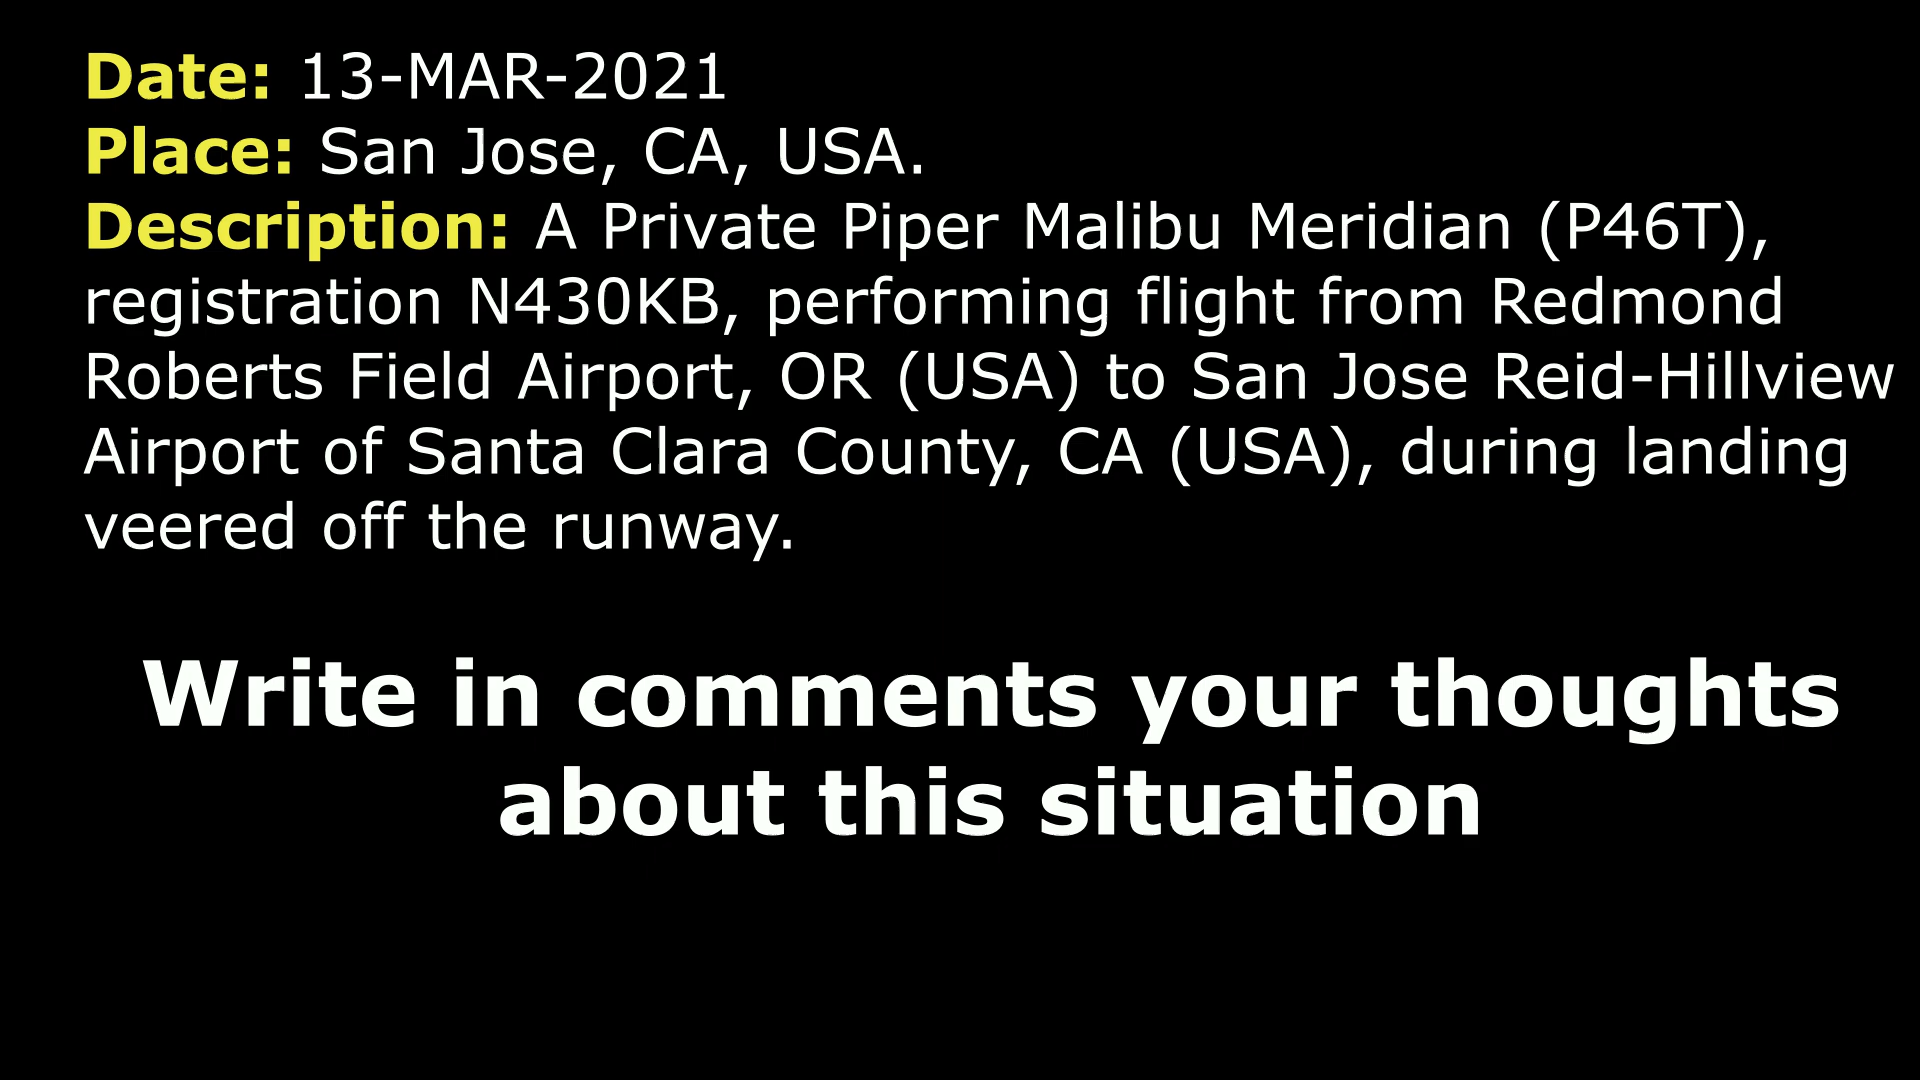 Date: 13-MAR-2021
Place: San Jose, CA, USA.
Description: A Private Piper Malibu Meridian (P46T),
registration N430KB, performing flight from Redmond
Roberts Field Airport, OR (USA) to San Jose Reid-Hillview
Airport of Santa Clara County, CA (USA), during landing
veered off the runway.
Write in comments your thoughts
about this situation